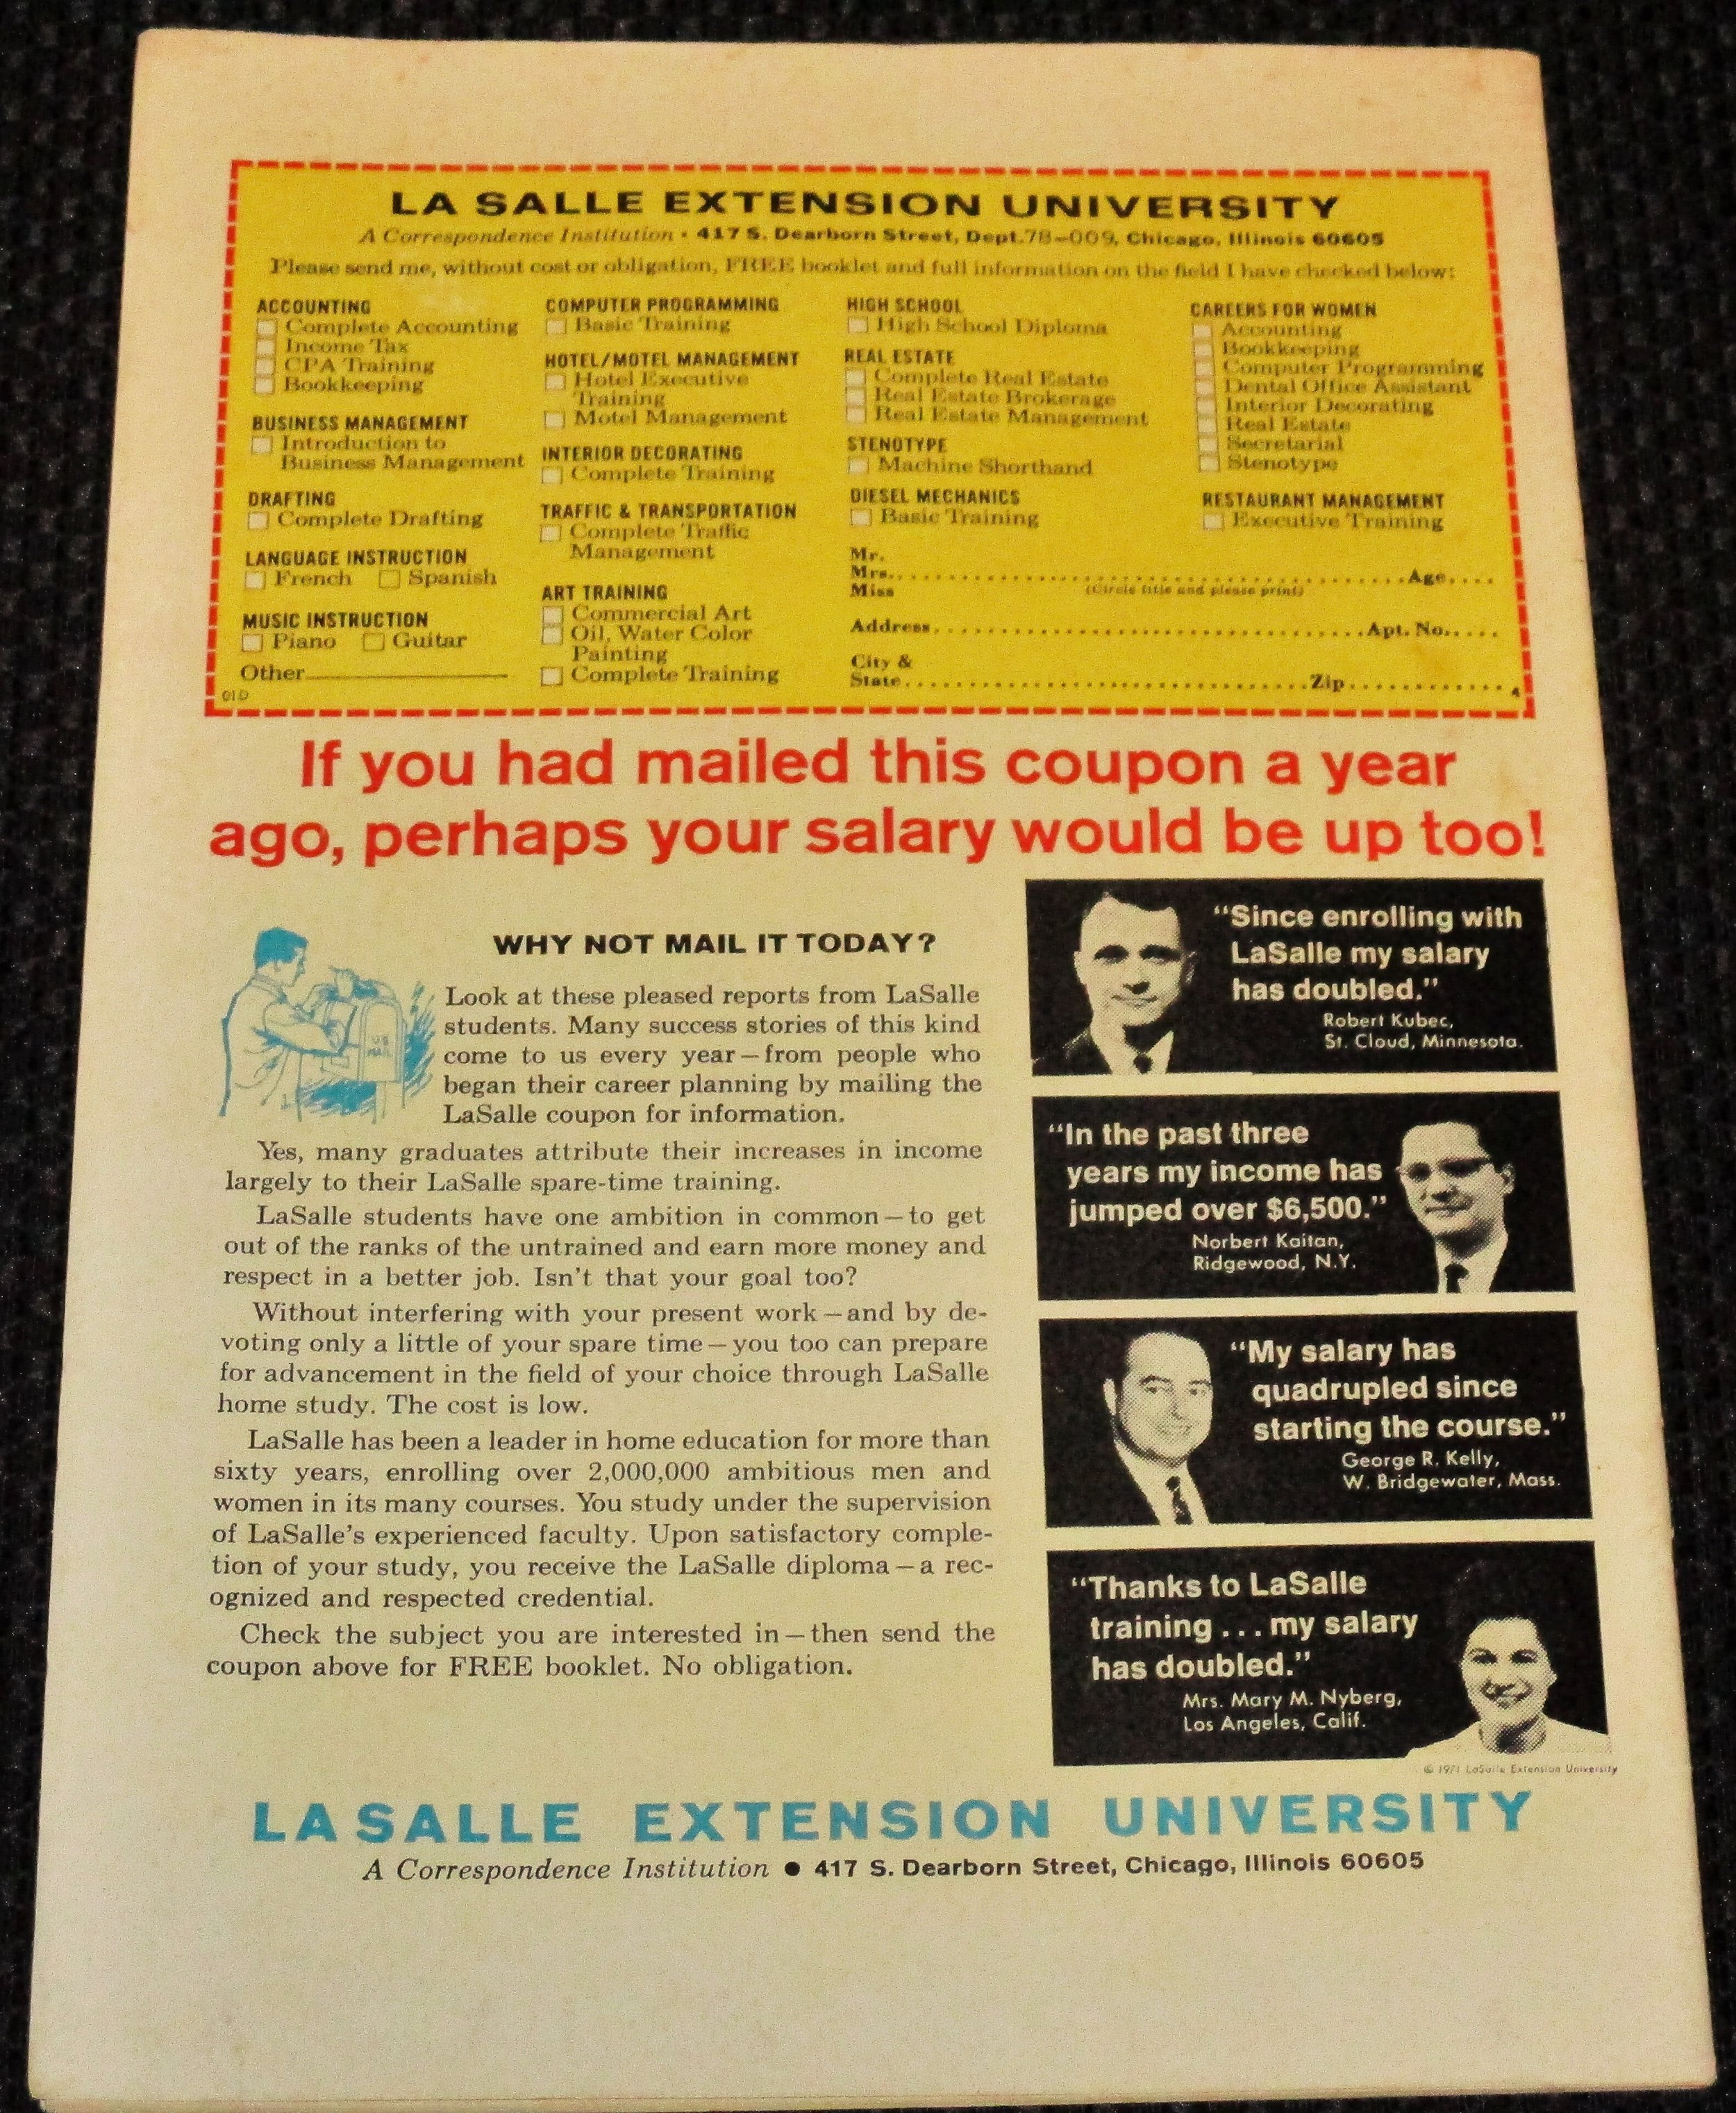 LA SALLE EXTENSION UNIVERSITY
A Correspondence Institution • 417 S. Dearborn Street, Dept. 78-009, Chicago, Illinois 60605
Please send me, without cost or obligation, FREE booklet and full information on the field I have checked below:
ACCOUNTING
Complete Accounting
Income Tax
CPA Training
Bookkeeping
BUSINESS MANAGEMENT
Introduction to
Business Management
DRAFTING
Complete Drafting
LANGUAGE INSTRUCTION
French Spanish
MUSIC INSTRUCTION
Piano Guitar
Other
010
COMPUTER PROGRAMMING
Basic Training
HOTEL/MOTEL MANAGEMENT
Hotel Executive
Training
Motel Management
INTERIOR DECORATING
Complete Training
TRAFFIC & TRANSPORTATION
Complete Traffic
Management
ART TRAINING
Commercial Art
Oil, Water Color
Painting
Complete Training
HIGH SCHOOL
High School Diploma
REAL ESTATE
Complete Real Estate
Real Estate Brokerage
Real Estate Management
STENOTYPE
Machine Shorthand
DIESEL MECHANICS
Basic Training
CAREERS FOR WOMEN
Accounting
Bookkeeping
Computer Programming
Dental Office Assistant
Interior Decorating
Real Estate
Secretarial
Stenotype
RESTAURANT MANAGEMENT
Executive Training
Mr.
Mrs. Age
Miss (Circle title and please print)
Address Apt. No.
City &
State Zip
4
If you had mailed this coupon a year
ago, perhaps your salary would be up too!
WHY NOT MAIL IT TODAY?
U.S.
MAIL
Look at these pleased reports from LaSalle
students. Many success stories of this kind
come to us every year—from people who
began their career planning by mailing the
LaSalle coupon for information.
Yes, many graduates attribute their increases in income
largely to their LaSalle spare-time training.
LaSalle students have one ambition in common—to get
out of the ranks of the untrained and earn more money and
respect in a better job. Isn't that your goal too?
Without interfering with your present work—and by de-
voting only a little of your spare time—you too can prepare
for advancement in the field of your choice through LaSalle
home study. The cost is low.
LaSalle has been a leader in home education for more than
sixty years, enrolling over 2,000,000 ambitious men and
women in its many courses. You study under the supervision
of LaSalle's experienced faculty. Upon satisfactory comple-
tion of your study, you receive the LaSalle diploma—a rec-
ognized and respected credential.
Check the subject you are interested in—then send the
coupon above for FREE booklet. No obligation.
"Since enrolling with
LaSalle my salary
has doubled."
Robert Kubec,
St. Cloud, Minnesota.
"In the past three
years my income has
jumped over $6,500."
Norbert Kaitan,
Ridgewood, N.Y.
"My salary has
quadrupled since
starting the course."
George R. Kelly,
W. Bridgewater, Mass.
"Thanks to LaSalle
training . . . my salary
has doubled."
Mrs. Mary M. Nyberg,
Los Angeles, Calif.
© 1971 LaSalle Extension University
LA SALLE EXTENSION UNIVERSITY
A Correspondence Institution • 417 S. Dearborn Street, Chicago, Illinois 60605